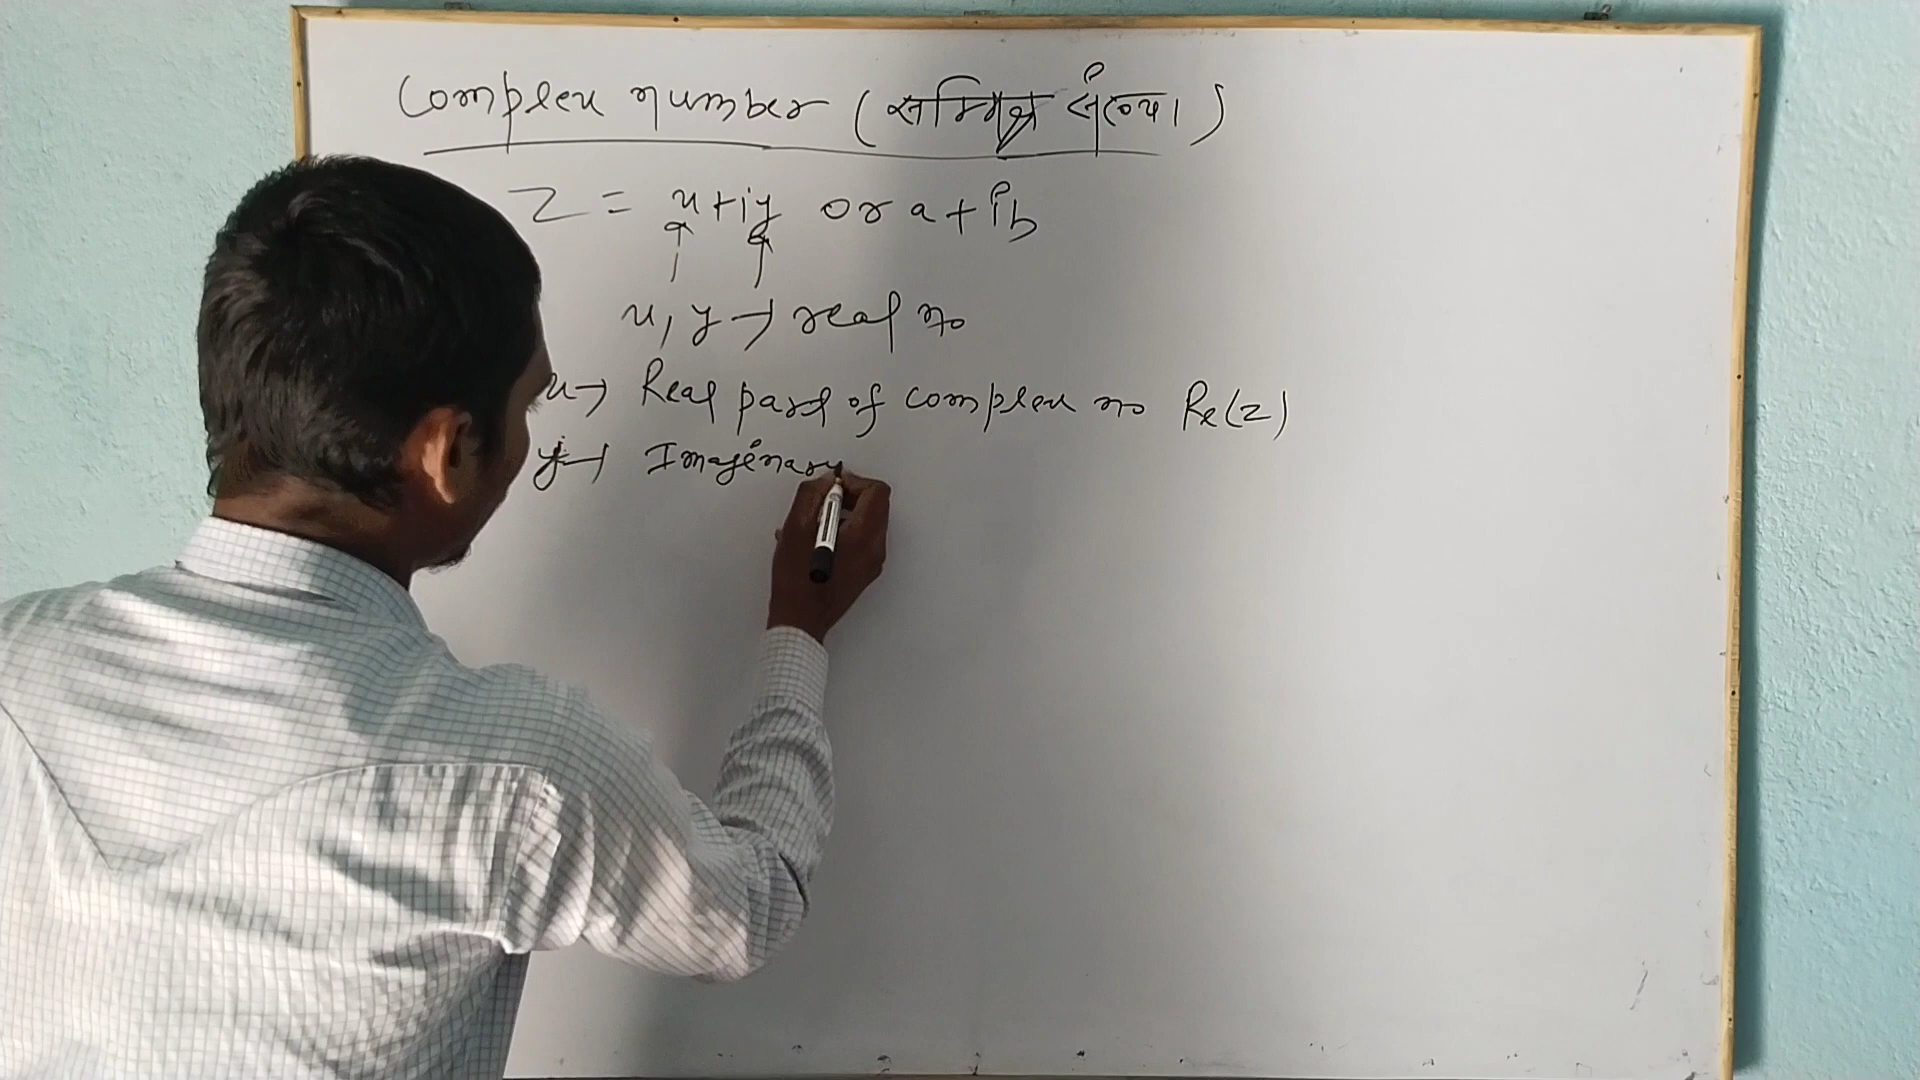 Complex number (सम्मिश्र संख्या)
Z = x+iy or a+ib
x, y → real no
x → Real part of complex no Re(z)
y → Imaginary